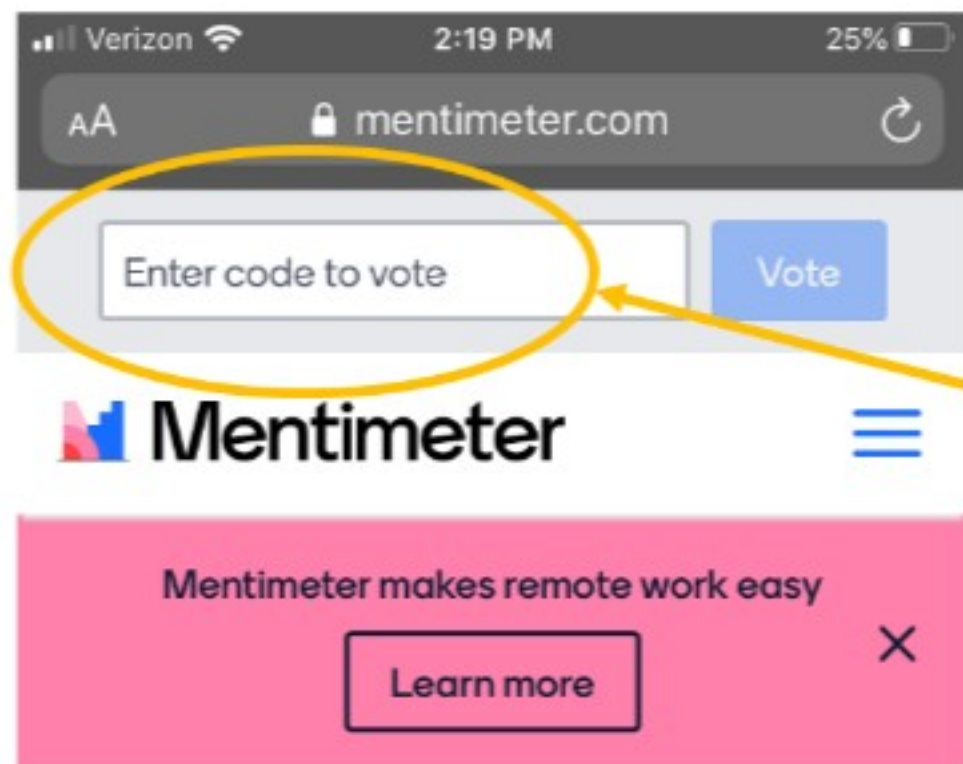 Verizon 2:19 PM 25%
AA mentimeter.com
Enter code to vote Vote
Mentimeter
Mentimeter makes remote work easy
Learn more